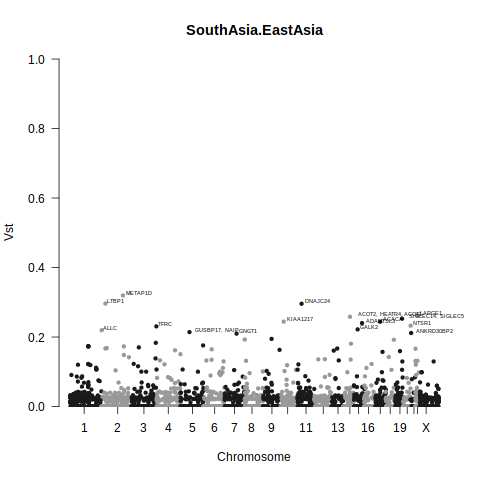 SouthAsia.EastAsia
1.0
0.8
0.6
0.4
0.2
0.0
Vst
METAP1D
LTBP1
DNAJC24
ACOT2, HEATR4, ACOT1
SIGLEC14, SIGLEC5
KIAA1217
TFRC
NTSR1
ALLC
GUSBP17, NAIP
GNGT1
GALK2
ANKRD30BP2
1 2 3 4 5 6 7 8 9 11 13 16 19 X
Chromosome